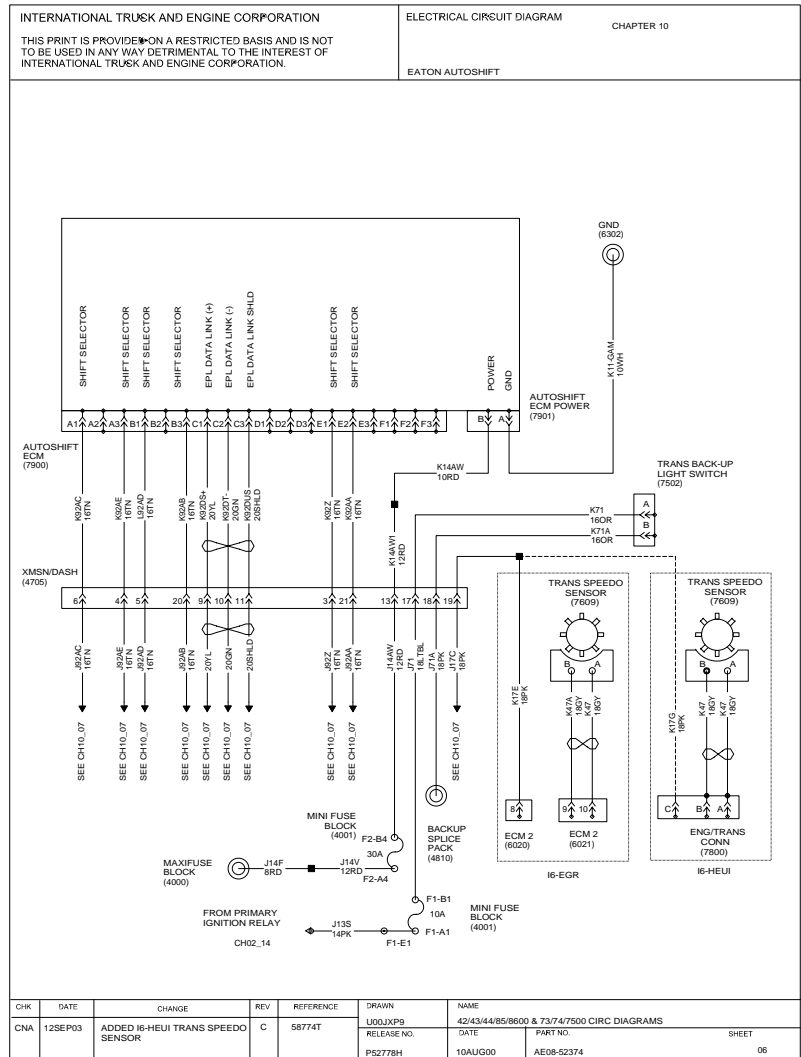 INTERNATIONAL TRUCK AND ENGINE CORPORATION
THIS PRINT IS PROVIDED ON A RESTRICTED BASIS AND IS NOT
TO BE USED IN ANY WAY DETRIMENTAL TO THE INTEREST OF
INTERNATIONAL TRUCK AND ENGINE CORPORATION.
ELECTRICAL CIRCUIT DIAGRAM
CHAPTER 10
EATON AUTOSHIFT
GND
(6302)
K11-GAM
10WH
SHIFT SELECTOR
SHIFT SELECTOR
SHIFT SELECTOR
SHIFT SELECTOR
EPL DATA LINK (+)
EPL DATA LINK (-)
EPL DATA LINK SHLD
SHIFT SELECTOR
SHIFT SELECTOR
POWER
GND
A1 A2 A3 B1 B2 B3 C1 C2 C3 D1 D2 D3 E1 E2 E3 F1 F2 F3
B A
AUTOSHIFT
ECM POWER
(7901)
AUTOSHIFT
ECM
(7900)
K14AW
10RD
TRANS BACK-UP
LIGHT SWITCH
(7502)
A
B
K71
16OR
K71A
16OR
K92AC
16TN
K92AE
16TN
L92AD
16TN
K92AB
16TN
K92DS+
20YL
K92DT-
20GN
K92DUS
20SHLD
K92Z
16TN
K92AA
16TN
K14AW1
12RD
XMSN/DASH
(4705)
6 4 5 20 9 10 11 3 21 13 17 18 19
J92AC
16TN
J92AE
16TN
J92AD
16TN
J92AB
16TN
20YL
20GN
20SHLD
J92Z
16TN
J92AA
16TN
J14AW
12RD
J71
18LTBL
J71A
18PK
J17C
18PK
SEE CH10_07
SEE CH10_07
SEE CH10_07
SEE CH10_07
SEE CH10_07
SEE CH10_07
SEE CH10_07
SEE CH10_07
SEE CH10_07
SEE CH10_07
TRANS SPEEDO
SENSOR
(7609)
B A
K17E
18PK
K47A
18GY
K47
18GY
8
ECM 2
(6020)
9 10
ECM 2
(6021)
I6-EGR
TRANS SPEEDO
SENSOR
(7609)
B A
K17G
18PK
K47
18GY
K47
18GY
C B A
ENG/TRANS
CONN
(7800)
I6-HEUI
MINI FUSE
BLOCK
(4001)
F2-B4
30A
F2-A4
BACKUP
SPLICE
PACK
(4810)
MAXIFUSE
BLOCK
(4000)
J14F
8RD
J14V
12RD
F1-B1
10A
F1-A1
MINI FUSE
BLOCK
(4001)
FROM PRIMARY
IGNITION RELAY
CH02_14
J13S
14PK
F1-E1
CHK DATE CHANGE REV REFERENCE
CNA 12SEP03 ADDED I6-HEUI TRANS SPEEDO SENSOR C 58774T
DRAWN
U00JXP9
NAME
42/43/44/85/8600 & 73/74/7500 CIRC DIAGRAMS
RELEASE NO.
P52778H
DATE
10AUG00
PART NO.
AE08-52374
SHEET
06